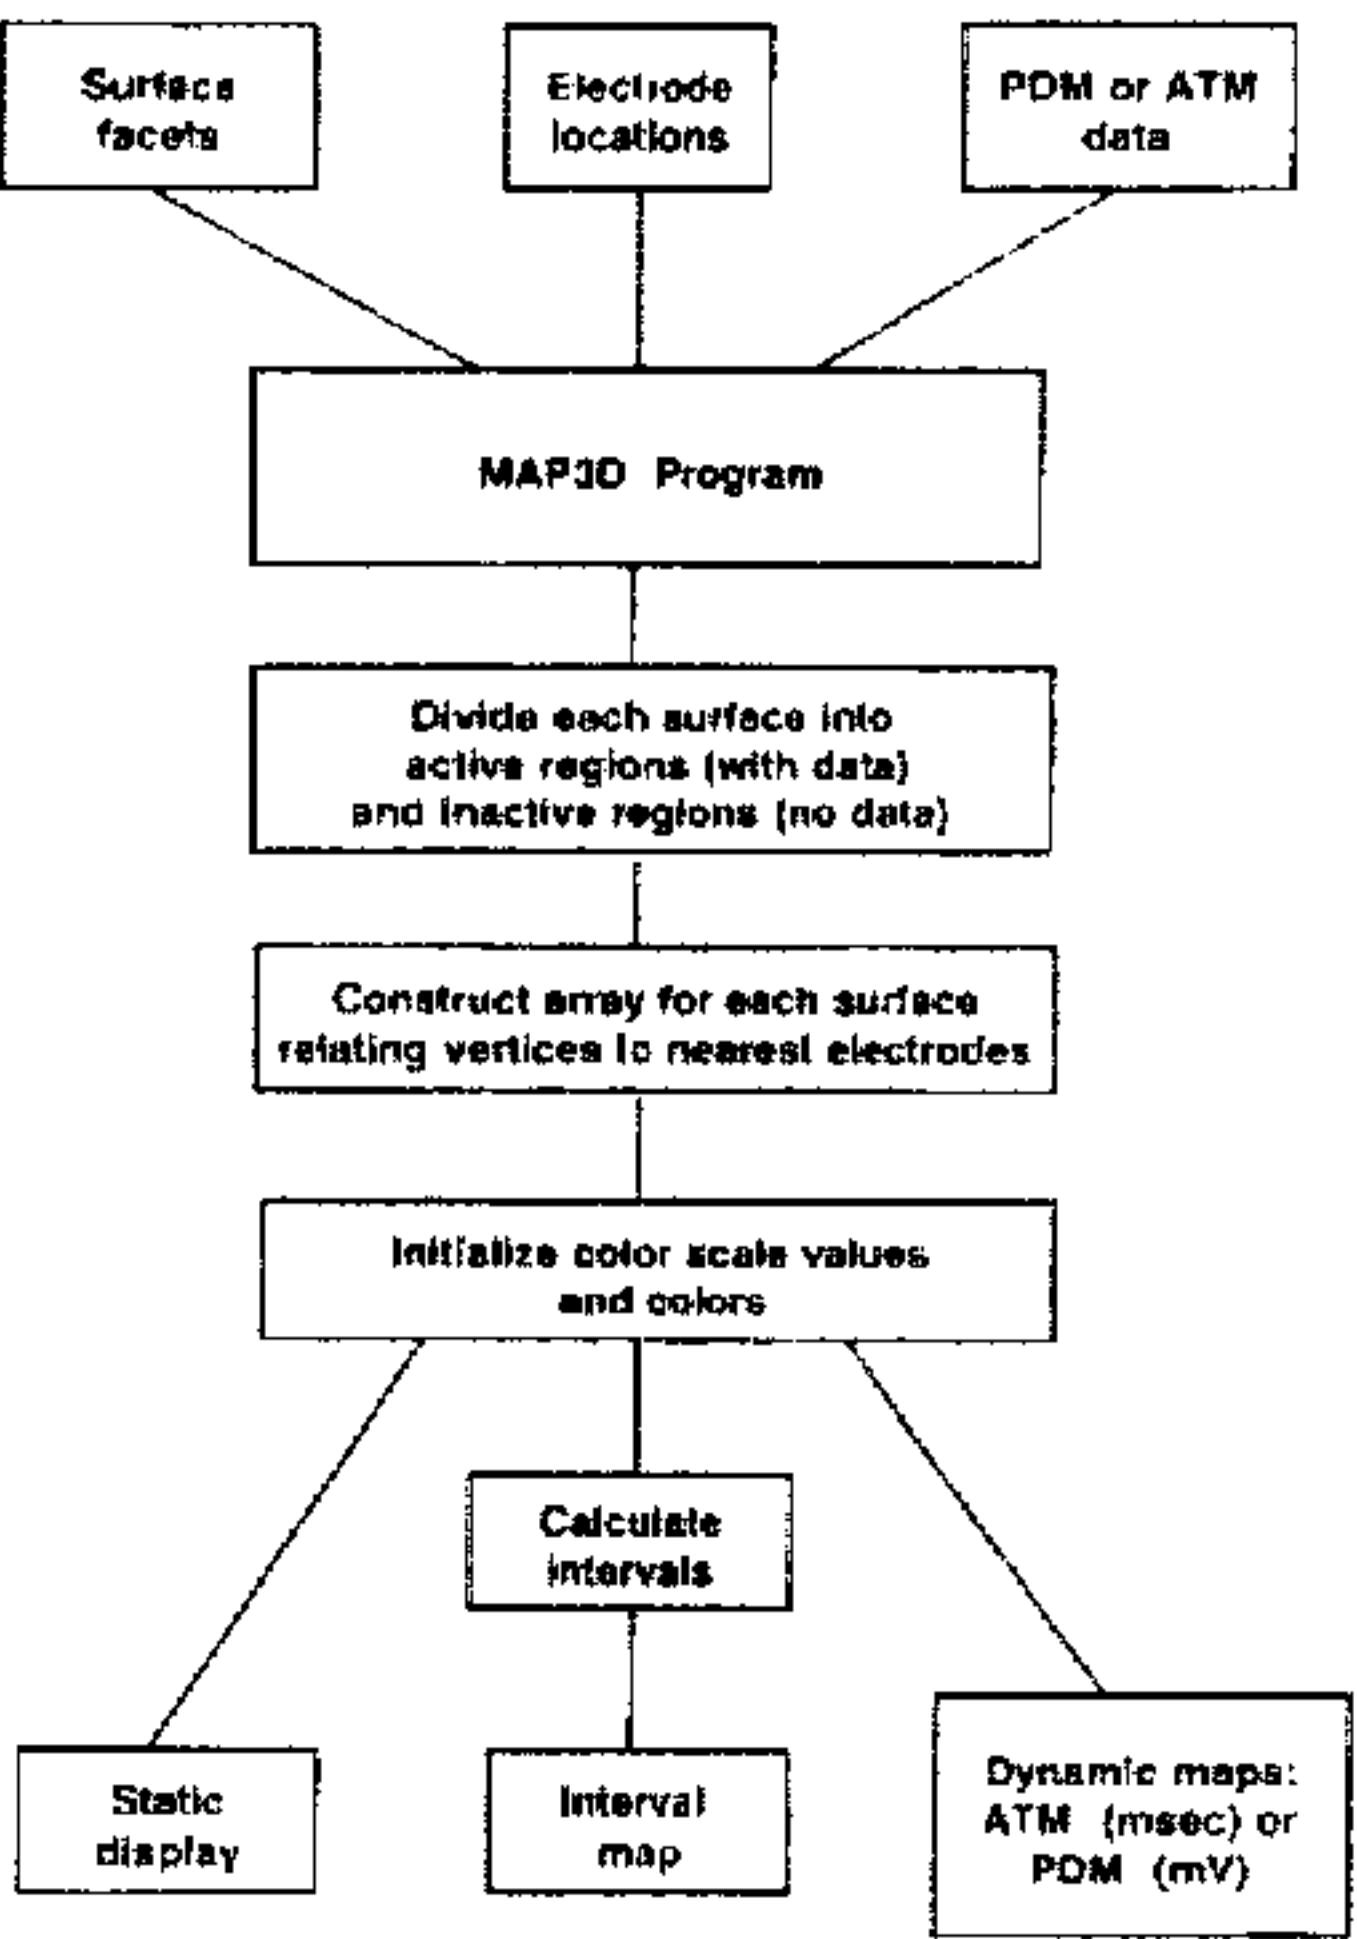 Surface
facets
Electrode
locations
PDM or ATM
data
MAP3D Program
Divide each surface into
active regions (with data)
and inactive regions (no data)
Construct array for each surface
relating vertices to nearest electrodes
Initialize color scale values
and colors
Calculate
intervals
Static
display
Interval
map
Dynamic maps:
ATM (msec) or
PDM (mV)